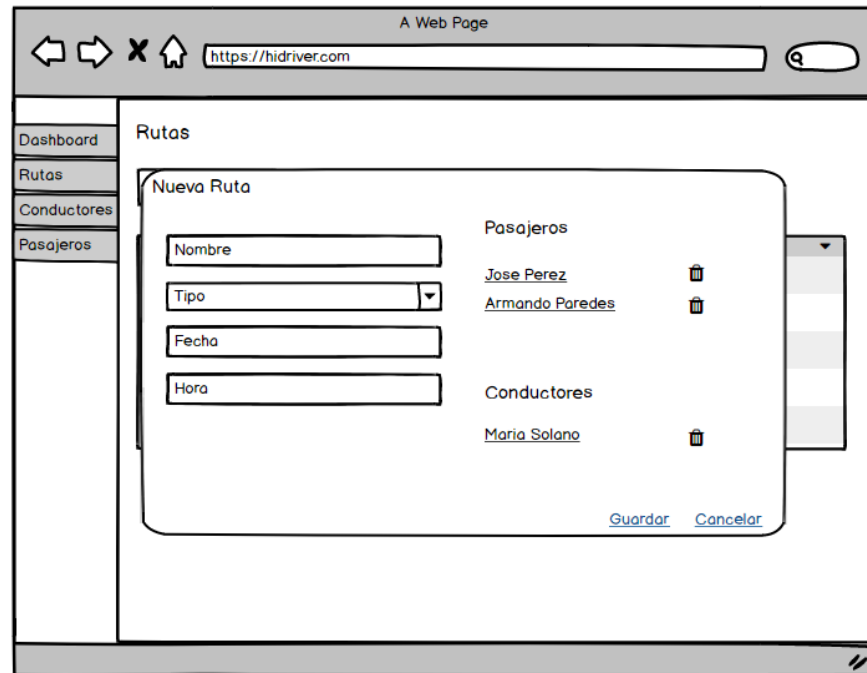 A Web Page
https://hidriver.com
Dashboard
Rutas
Conductores
Pasajeros
Rutas
Nueva Ruta
Nombre
Tipo
Fecha
Hora
Pasajeros
Jose Perez
Armando Paredes
Conductores
Maria Solano
Guardar Cancelar